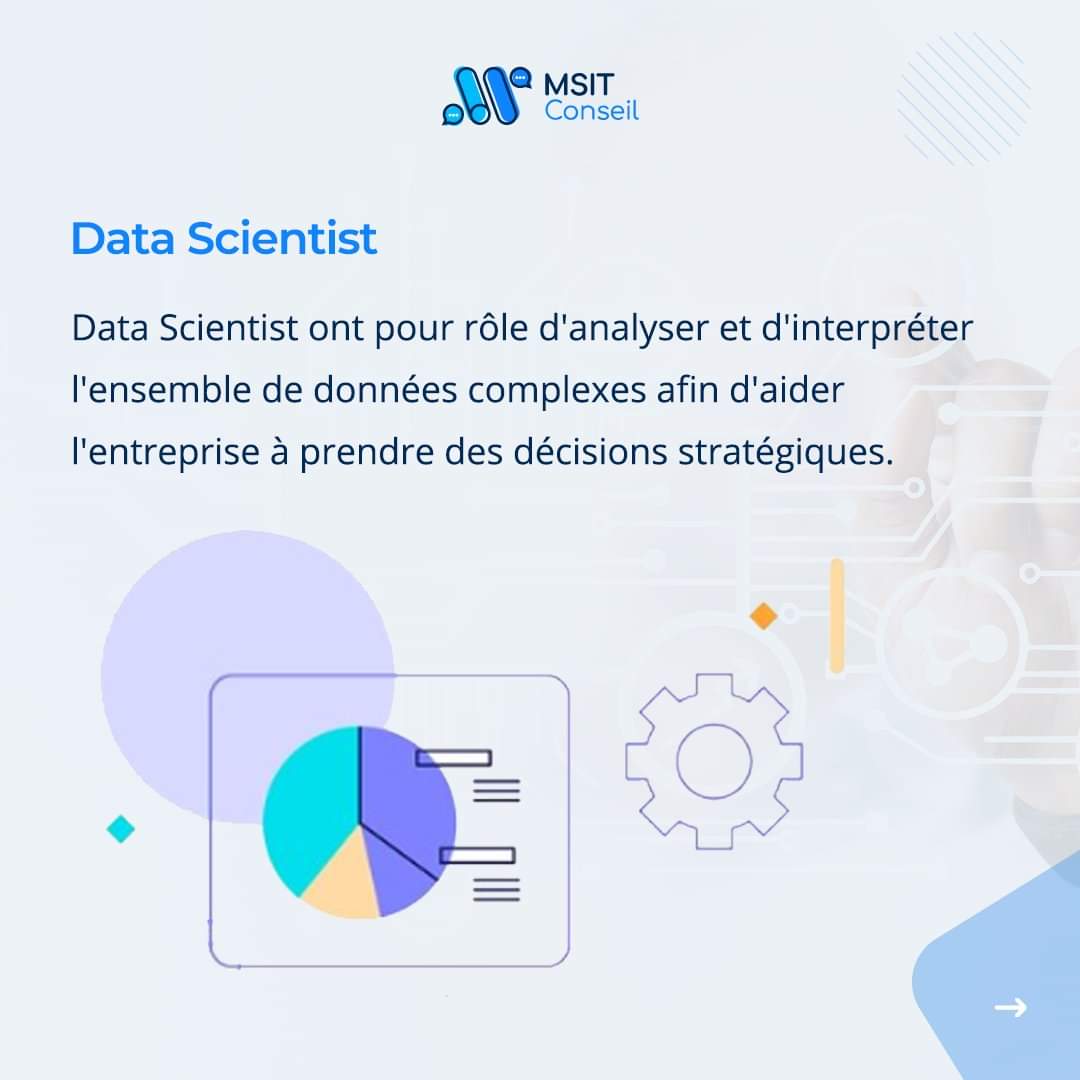 MSIT
Conseil
Data Scientist
Data Scientist ont pour rôle d'analyser et d'interpréter
l'ensemble de données complexes afin d'aider
l'entreprise à prendre des décisions stratégiques.